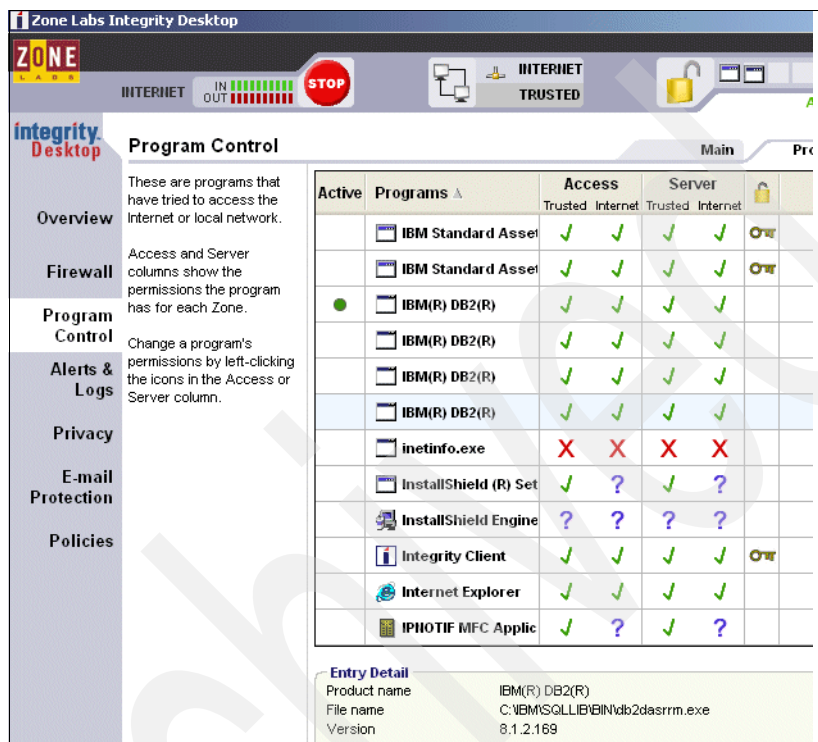 Zone Labs Integrity Desktop
ZONE
LABS
INTERNET
IN
OUT
STOP
INTERNET
TRUSTED
integrity.
Desktop
Program Control
Main
Overview
Firewall
Program
Control
Alerts &
Logs
Privacy
E-mail
Protection
Policies
These are programs that
have tried to access the
Internet or local network.
Access and Server
columns show the
permissions the program
has for each Zone.
Change a program's
permissions by left-clicking
the icons in the Access or
Server column.
Active Programs Access Server
Trusted Internet Trusted Internet
IBM Standard Asset
IBM Standard Asset
IBM(R) DB2(R)
IBM(R) DB2(R)
IBM(R) DB2(R)
IBM(R) DB2(R)
inetinfo.exe X X X X
InstallShield (R) Set ? ?
InstallShield Engine ? ? ? ?
Integrity Client
Internet Explorer
IPNOTIF MFC Applic ? ?
Entry Detail
Product name IBM(R) DB2(R)
File name C:\IBM\SQLLIB\BIN\db2dasrrm.exe
Version 8.1.2.169